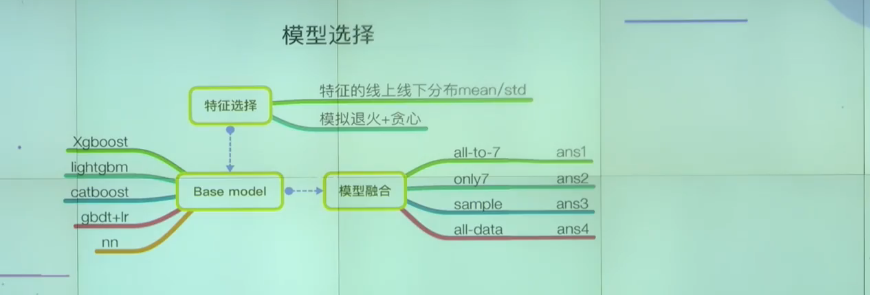 模型选择
特征选择
特征的线上线下分布mean/std
模拟退火+贪心
Xgboost
lightgbm
catboost
gbdt+lr
nn
Base model
模型融合
all-to-7 ans1
only7 ans2
sample ans3
all-data ans4